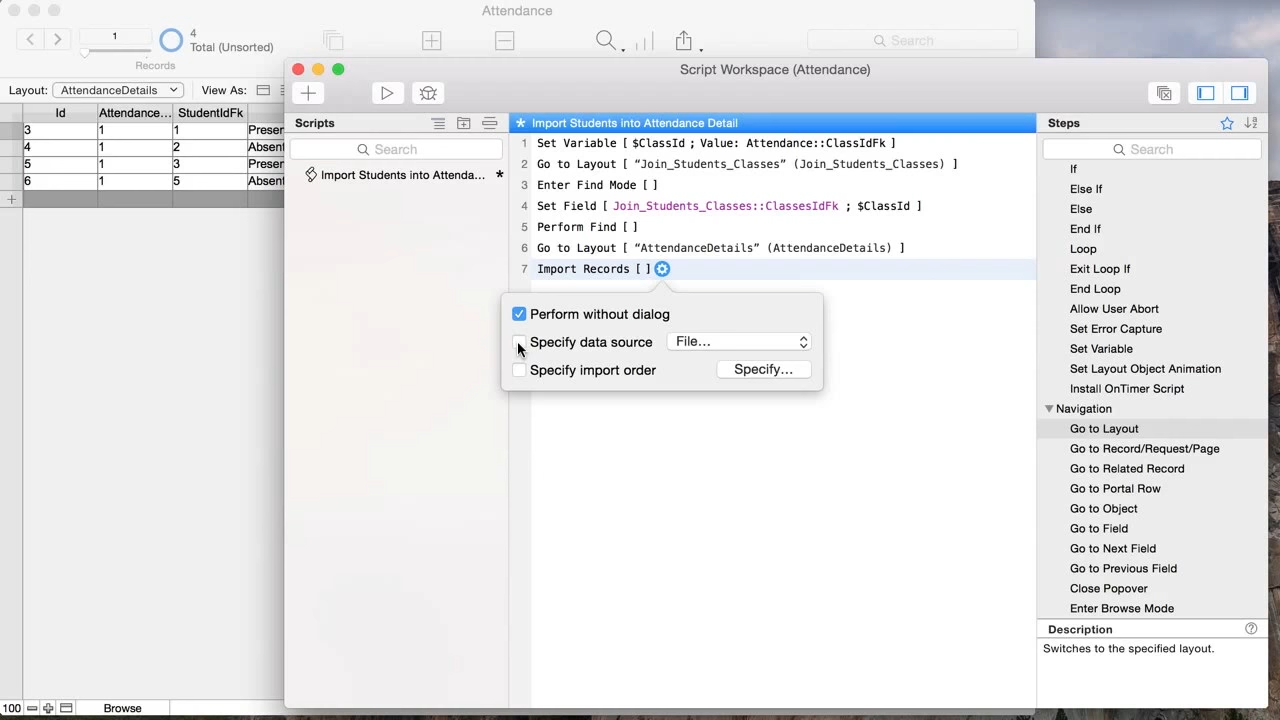 Attendance
1
4
Total (Unsorted)
Records
Search
Layout: AttendanceDetails
View As:
Id Attendance... StudentIdFk
3 1 1 Presen
4 1 2 Absent
5 1 3 Presen
6 1 5 Absent
100
Browse
Script Workspace (Attendance)
Scripts
Search
Import Students into Attenda... *
* Import Students into Attendance Detail
1 Set Variable [ $ClassId ; Value: Attendance::ClassIdFk ]
2 Go to Layout [ “Join_Students_Classes” (Join_Students_Classes) ]
3 Enter Find Mode [ ]
4 Set Field [ Join_Students_Classes::ClassesIdFk ; $ClassId ]
5 Perform Find [ ]
6 Go to Layout [ “AttendanceDetails” (AttendanceDetails) ]
7 Import Records [ ]
Perform without dialog
Specify data source File...
Specify import order Specify...
Steps
Search
If
Else If
Else
End If
Loop
Exit Loop If
End Loop
Allow User Abort
Set Error Capture
Set Variable
Set Layout Object Animation
Install OnTimer Script
Navigation
Go to Layout
Go to Record/Request/Page
Go to Related Record
Go to Portal Row
Go to Object
Go to Field
Go to Next Field
Go to Previous Field
Close Popover
Enter Browse Mode
Description
Switches to the specified layout.